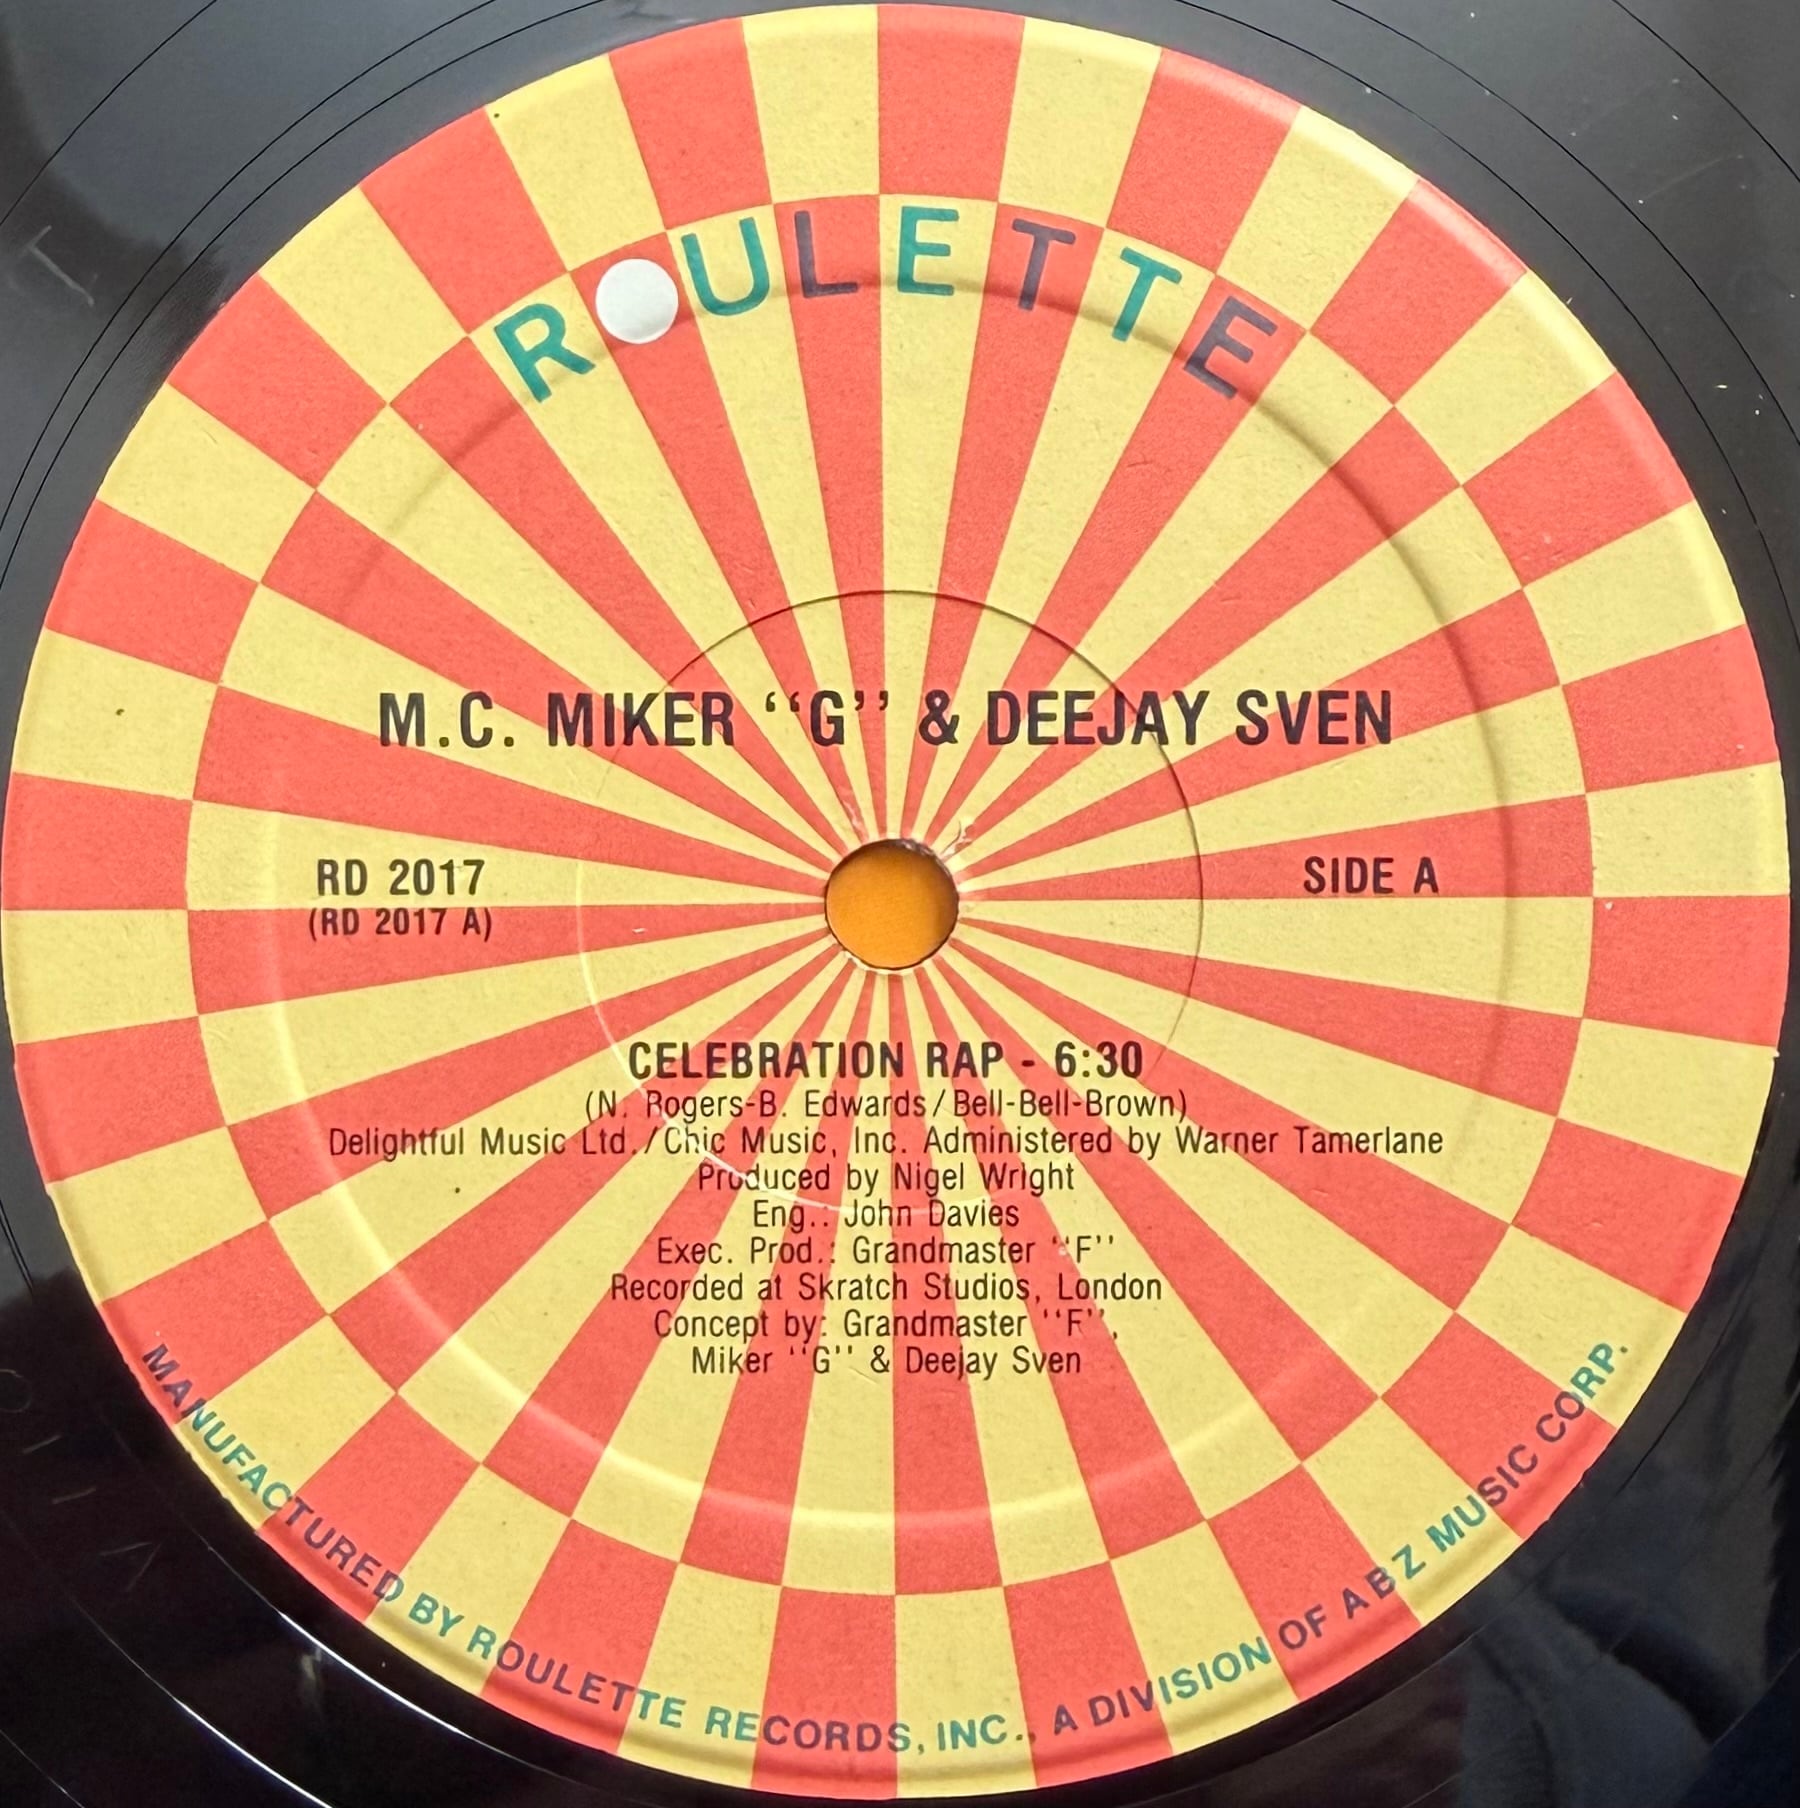 ROULETTE
M.C. MIKER “G” & DEEJAY SVEN
RD 2017
(RD 2017 A)
SIDE A
CELEBRATION RAP - 6:30
(N. Rogers-B. Edwards/Bell-Bell-Brown)
Delightful Music Ltd./Chic Music, Inc. Administered by Warner Tamerlane
Produced by Nigel Wright
Eng.: John Davies
Exec. Prod.: Grandmaster “F”
Recorded at Skratch Studios, London
Concept by: Grandmaster “F”,
Miker “G” & Deejay Sven
MANUFACTURED BY ROULETTE RECORDS, INC., A DIVISION OF ABZ MUSIC CORP.